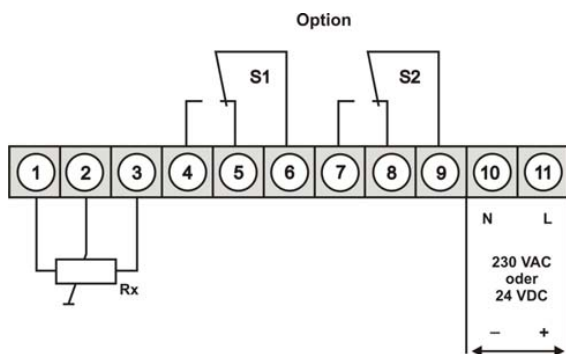 Option
S1
S2
1 2 3 4 5 6 7 8 9 10 11
Rx
N L
230 VAC
oder
24 VDC
– +